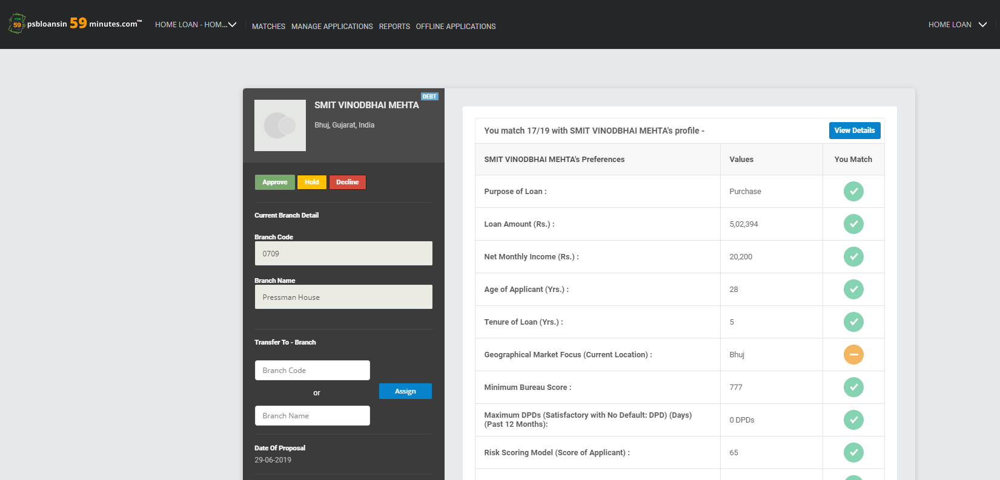 PSB 59 psbloansin 59 minutes.com™
HOME LOAN - HOM...
MATCHES
MANAGE APPLICATIONS
REPORTS
OFFLINE APPLICATIONS
HOME LOAN
DEBT
SMIT VINODBHAI MEHTA
Bhuj, Gujarat, India
Approve
Hold
Decline
Current Branch Detail
Branch Code
0709
Branch Name
Pressman House
Transfer To - Branch
Branch Code
or
Assign
Branch Name
Date Of Proposal
29-06-2019
You match 17/19 with SMIT VINODBHAI MEHTA's profile -
View Details
SMIT VINODBHAI MEHTA's Preferences Values You Match
Purpose of Loan : Purchase
Loan Amount (Rs.) : 5,02,394
Net Monthly Income (Rs.) : 20,200
Age of Applicant (Yrs.) : 28
Tenure of Loan (Yrs.) : 5
Geographical Market Focus (Current Location) : Bhuj
Minimum Bureau Score : 777
Maximum DPDs (Satisfactory with No Default: DPD) (Days)
(Past 12 Months): 0 DPDs
Risk Scoring Model (Score of Applicant) : 65